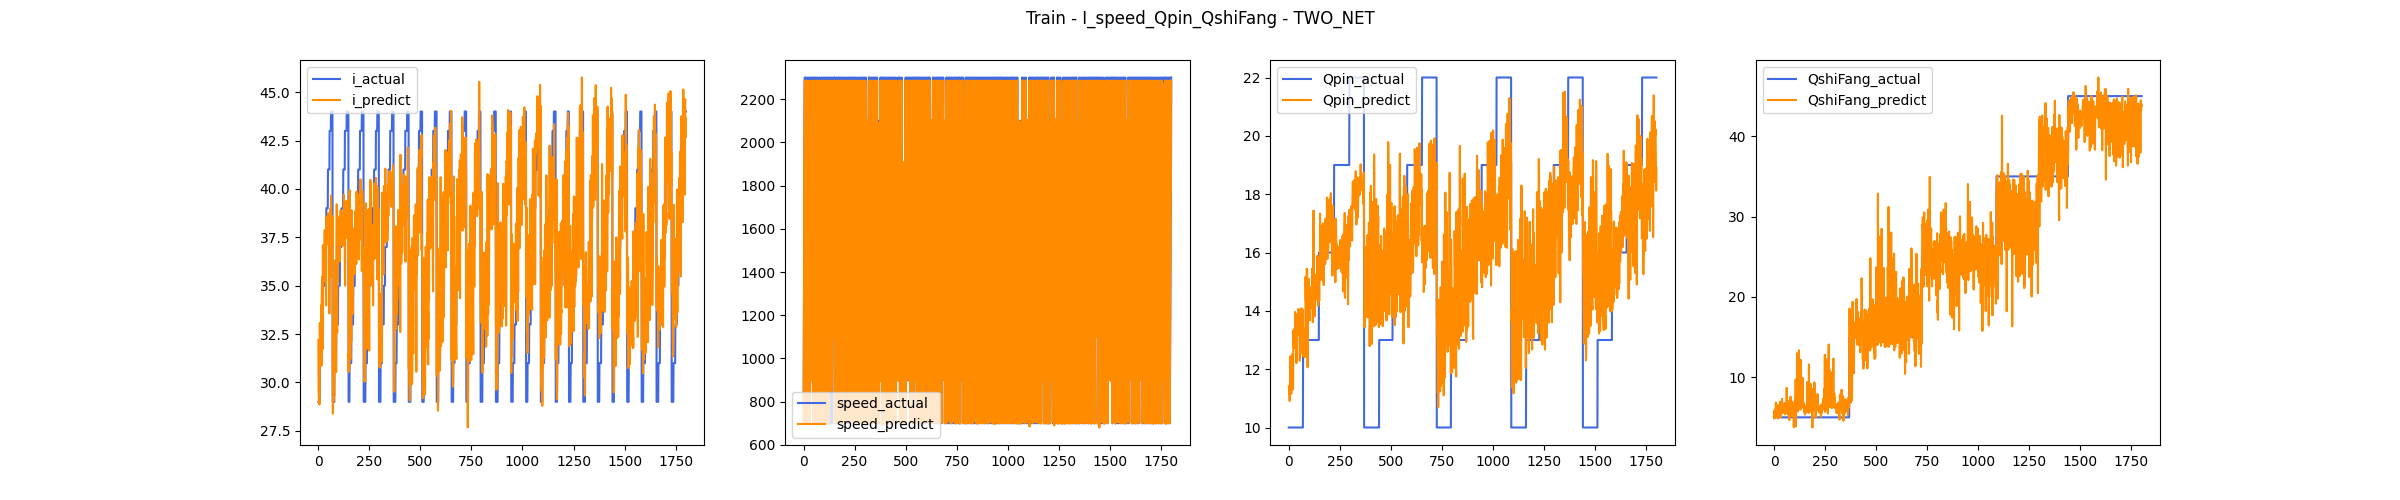 Train - I_speed_Qpin_QshiFang - TWO_NET
i_actual
i_predict
45.0
42.5
40.0
37.5
35.0
32.5
30.0
27.5
0 250 500 750 1000 1250 1500 1750
speed_actual
speed_predict
2200
2000
1800
1600
1400
1200
1000
800
600
0 250 500 750 1000 1250 1500 1750
Qpin_actual
Qpin_predict
22
20
18
16
14
12
10
0 250 500 750 1000 1250 1500 1750
QshiFang_actual
QshiFang_predict
40
30
20
10
0 250 500 750 1000 1250 1500 1750